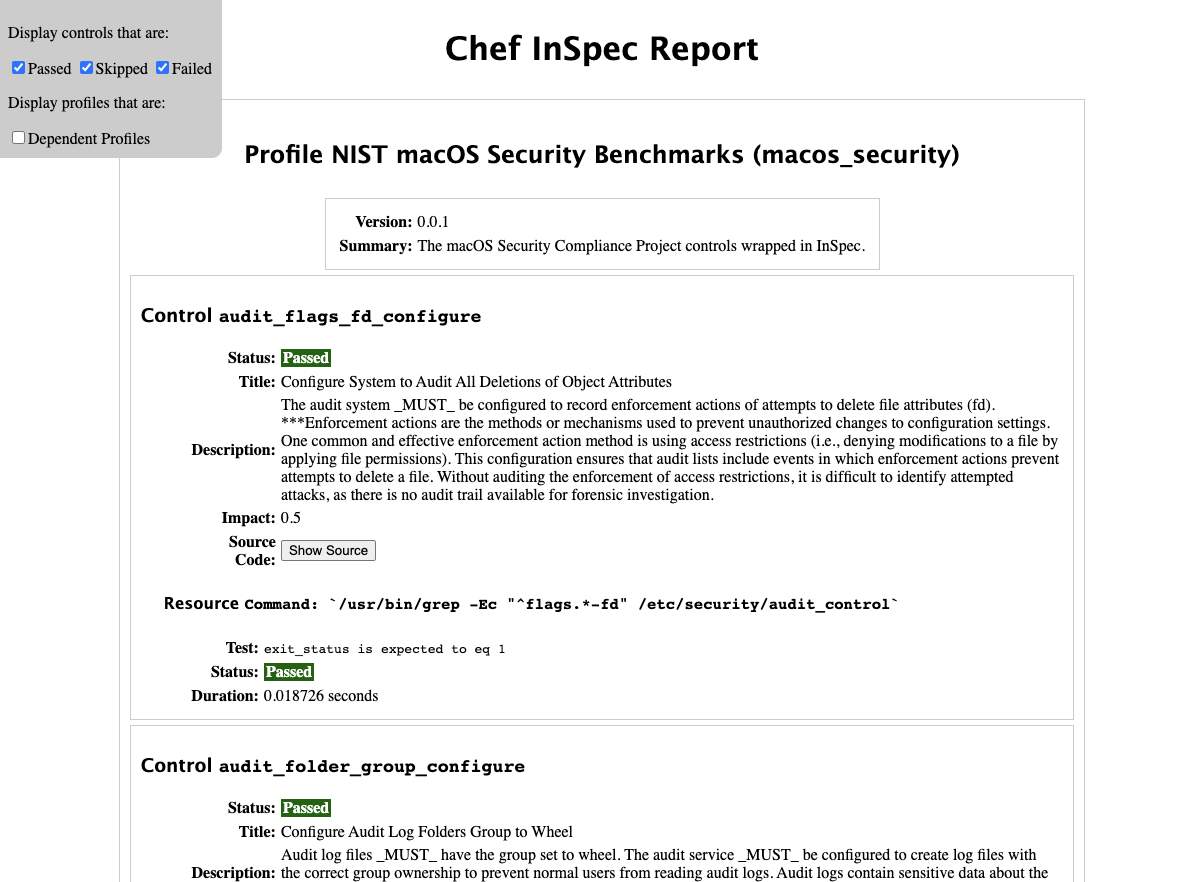 Display controls that are:
Passed Skipped Failed
Display profiles that are:
Dependent Profiles
Chef InSpec Report
Profile NIST macOS Security Benchmarks (macos_security)
Version: 0.0.1
Summary: The macOS Security Compliance Project controls wrapped in InSpec.
Control audit_flags_fd_configure
Status: Passed
Title: Configure System to Audit All Deletions of Object Attributes
Description: The audit system _MUST_ be configured to record enforcement actions of attempts to delete file attributes (fd).
***Enforcement actions are the methods or mechanisms used to prevent unauthorized changes to configuration settings.
One common and effective enforcement action method is using access restrictions (i.e., denying modifications to a file by
applying file permissions). This configuration ensures that audit lists include events in which enforcement actions prevent
attempts to delete a file. Without auditing the enforcement of access restrictions, it is difficult to identify attempted
attacks, as there is no audit trail available for forensic investigation.
Impact: 0.5
Source Code: Show Source
Resource Command: `/usr/bin/grep -Ec "^flags.*-fd" /etc/security/audit_control`
Test: exit_status is expected to eq 1
Status: Passed
Duration: 0.018726 seconds
Control audit_folder_group_configure
Status: Passed
Title: Configure Audit Log Folders Group to Wheel
Audit log files _MUST_ have the group set to wheel. The audit service _MUST_ be configured to create log files with
Description: the correct group ownership to prevent normal users from reading audit logs. Audit logs contain sensitive data about the